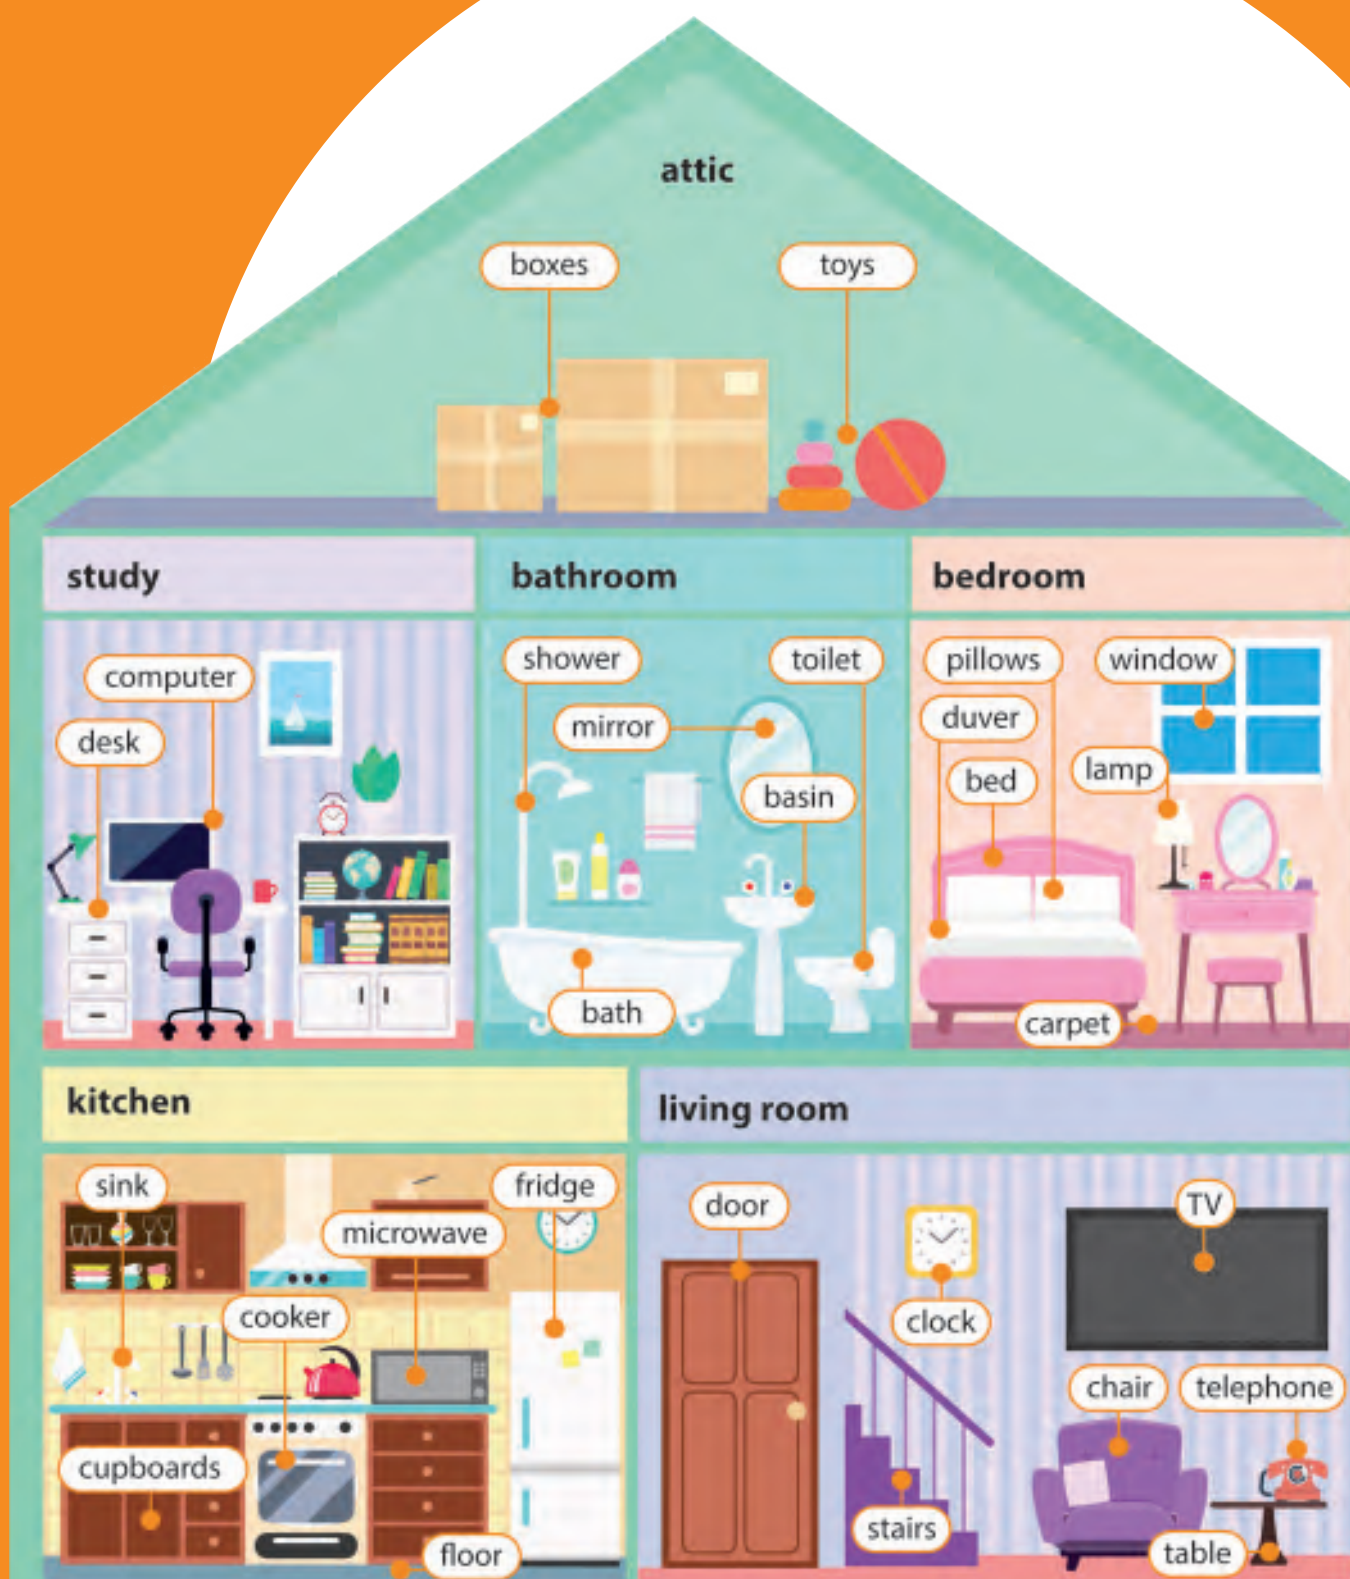 attic
boxes
toys
study
bathroom
bedroom
computer
desk
shower
toilet
mirror
basin
bath
pillows
window
duver
bed
lamp
carpet
kitchen
living room
sink
fridge
microwave
cooker
cupboards
floor
door
TV
clock
chair
telephone
stairs
table